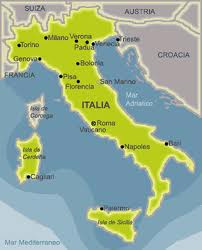 SUIZA
AUSTRIA
Milano
Verona
Trieste
Torino
Padua
Venecia
CROACIA
Genova
Bolonia
FRANCIA
Pisa
San Marino
Florencia
Mar
Adriatico
Isla de
Corcega
ITALIA
Roma
Vaticano
Bari
Isla de
Cerdeña
Napoles
Cagliari
Palermo
Isla de Sicilia
Mar Mediterraneo